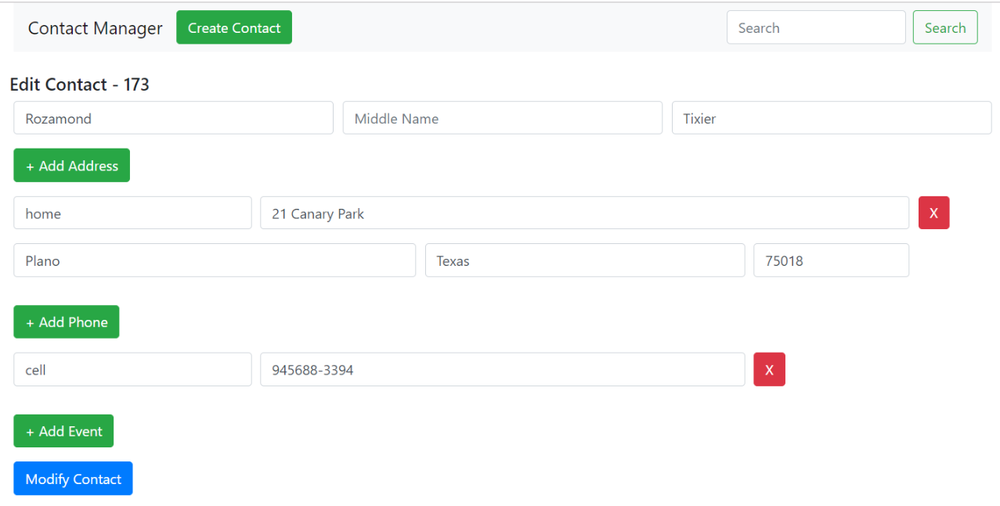 Contact Manager Create Contact Search Search
Edit Contact - 173
Rozamond Middle Name Tixier
+ Add Address
home 21 Canary Park X
Plano Texas 75018
+ Add Phone
cell 945688-3394 X
+ Add Event
Modify Contact